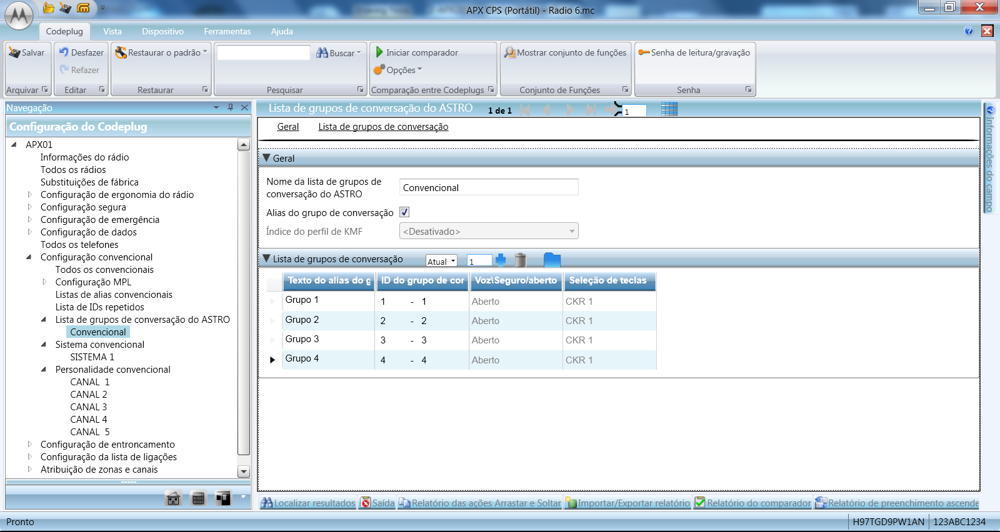 APX CPS (Portátil) - Radio 6.mc
Codeplug Vista Dispositivo Ferramentas Ajuda
Salvar
Arquivar
Desfazer
Refazer
Editar
Restaurar o padrão
Restaurar
Buscar
Pesquisar
Iniciar comparador
Opções
Comparação entre Codeplugs
Mostrar conjunto de funções
Conjunto de Funções
Senha de leitura/gravação
Senha
Navegação
Configuração do Codeplug
APX01
Informações do rádio
Todos os rádios
Substituições de fábrica
Configuração de ergonomia do rádio
Configuração segura
Configuração de emergência
Configuração de dados
Todos os telefones
Configuração convencional
Todos os convencionais
Configuração MPL
Listas de alias convencionais
Lista de IDs repetidos
Lista de grupos de conversação do ASTRO
Convencional
Sistema convencional
SISTEMA 1
Personalidade convencional
CANAL 1
CANAL 2
CANAL 3
CANAL 4
CANAL 5
Configuração de entroncamento
Configuração da lista de ligações
Atribuição de zonas e canais
Lista de grupos de conversação do ASTRO 1 de 1 1
Geral Lista de grupos de conversação
Geral
Nome da lista de grupos de
conversação do ASTRO
Convencional
Alias do grupo de conversação
Índice do perfil de KMF <Desativado>
Lista de grupos de conversação Atual 1
Texto do alias do g ID do grupo de cor Voz\Seguro/aberto Seleção de teclas
Grupo 1 1 - 1 Aberto CKR 1
Grupo 2 2 - 2 Aberto CKR 1
Grupo 3 3 - 3 Aberto CKR 1
Grupo 4 4 - 4 Aberto CKR 1
Informações do campo
Localizar resultados Saída Relatório das ações Arrastar e Soltar Importar/Exportar relatório Relatório do comparador Relatório de preenchimento ascende
Pronto H97TGD9PW1AN 123ABC1234